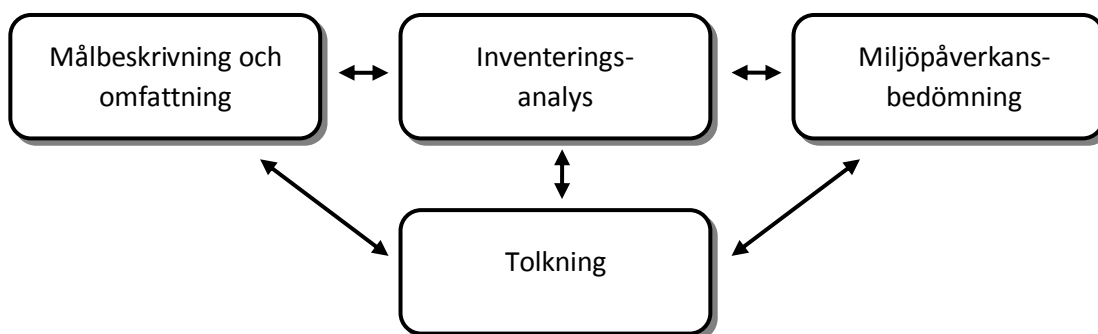 Målbeskrivning och
omfattning
Inventerings-
analys
Miljöpåverkans-
bedömning
Tolkning